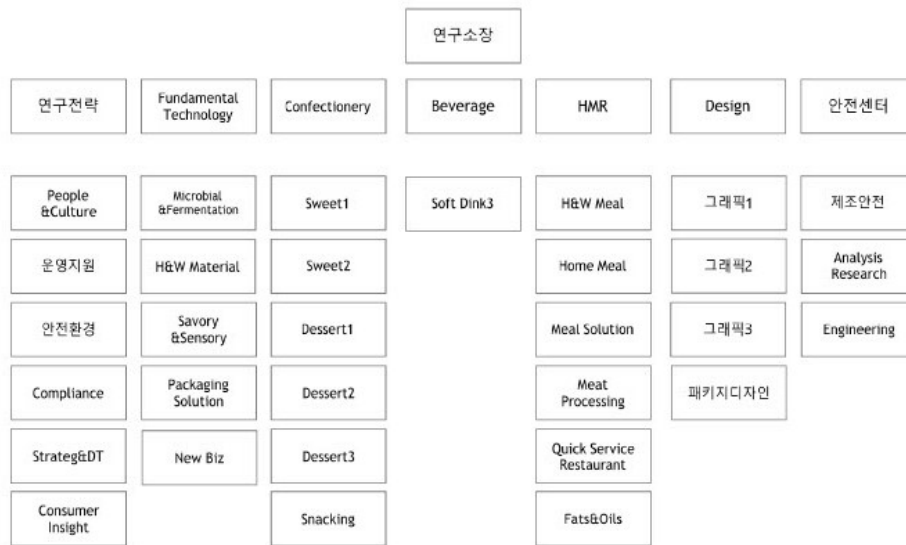 연구소장
연구전략
Fundamental
Technology
Confectionery
Beverage
HMR
Design
안전센터
People
&Culture
Microbial
&Fermentation
Sweet1
Soft Dink3
H&W Meal
그래픽1
제조안전
운영지원
H&W Material
Sweet2
Home Meal
그래픽2
Analysis
Research
안전환경
Savory
&Sensory
Dessert1
Meal Solution
그래픽3
Engineering
Compliance
Packaging
Solution
Dessert2
Meat
Processing
패키지디자인
Strateg&DT
New Biz
Dessert3
Quick Service
Restaurant
Consumer
Insight
Snacking
Fats&Oils